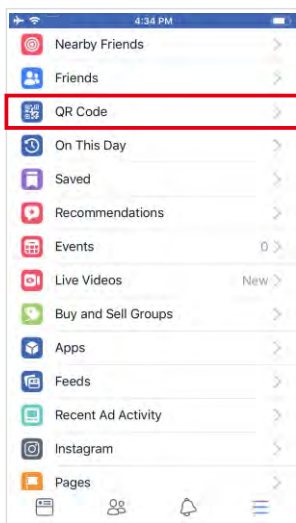 4:34 PM
Nearby Friends
Friends
QR Code
On This Day
Saved
Recommendations
Events 0
Live Videos New
Buy and Sell Groups
Apps
Feeds
Recent Ad Activity
Instagram
Pages